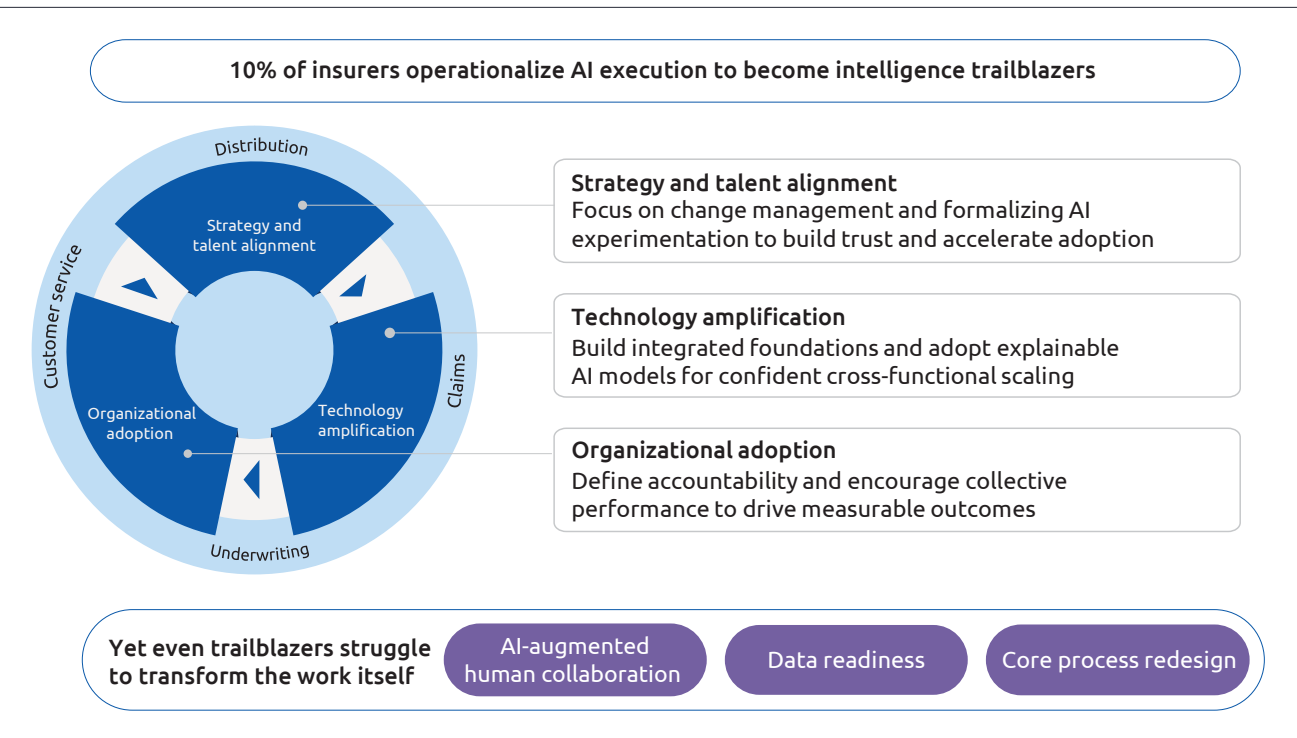 10% of insurers operationalize AI execution to become intelligence trailblazers
Distribution
Customer service
Claims
Underwriting
Strategy and
talent alignment
Organizational
adoption
Technology
amplification
Strategy and talent alignment
Focus on change management and formalizing AI
experimentation to build trust and accelerate adoption
Technology amplification
Build integrated foundations and adopt explainable
AI models for confident cross-functional scaling
Organizational adoption
Define accountability and encourage collective
performance to drive measurable outcomes
Yet even trailblazers struggle
to transform the work itself
AI-augmented
human collaboration
Data readiness
Core process redesign